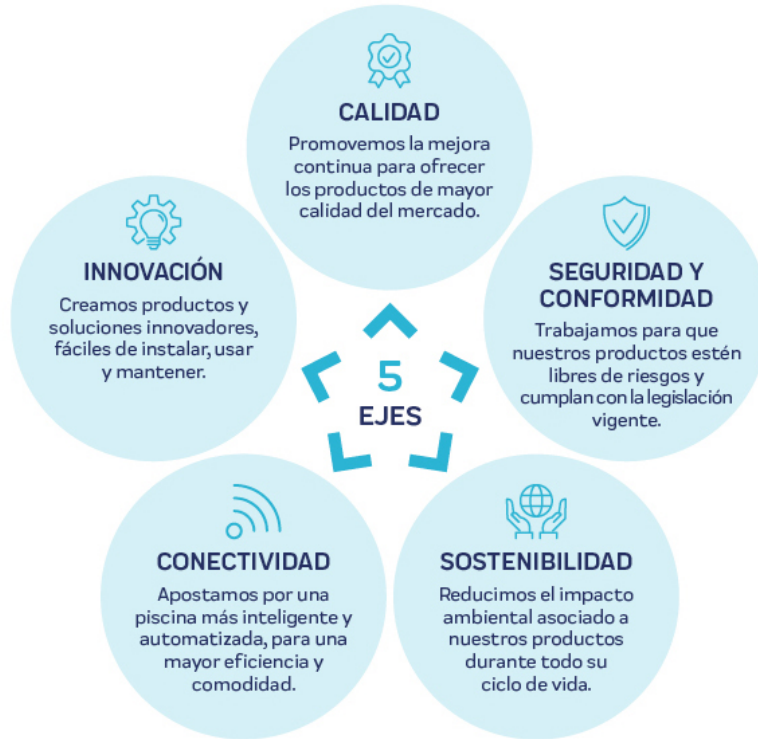 CALIDAD
Promovemos la mejora
continua para ofrecer
los productos de mayor
calidad del mercado.
INNOVACIÓN
Creamos productos y
soluciones innovadores,
fáciles de instalar, usar
y mantener.
SEGURIDAD Y
CONFORMIDAD
Trabajamos para que
nuestros productos estén
libres de riesgos y
cumplan con la legislación
vigente.
5
EJES
CONECTIVIDAD
Apostamos por una
piscina más inteligente y
automatizada, para una
mayor eficiencia y
comodidad.
SOSTENIBILIDAD
Reducimos el impacto
ambiental asociado a
nuestros productos
durante todo su
ciclo de vida.